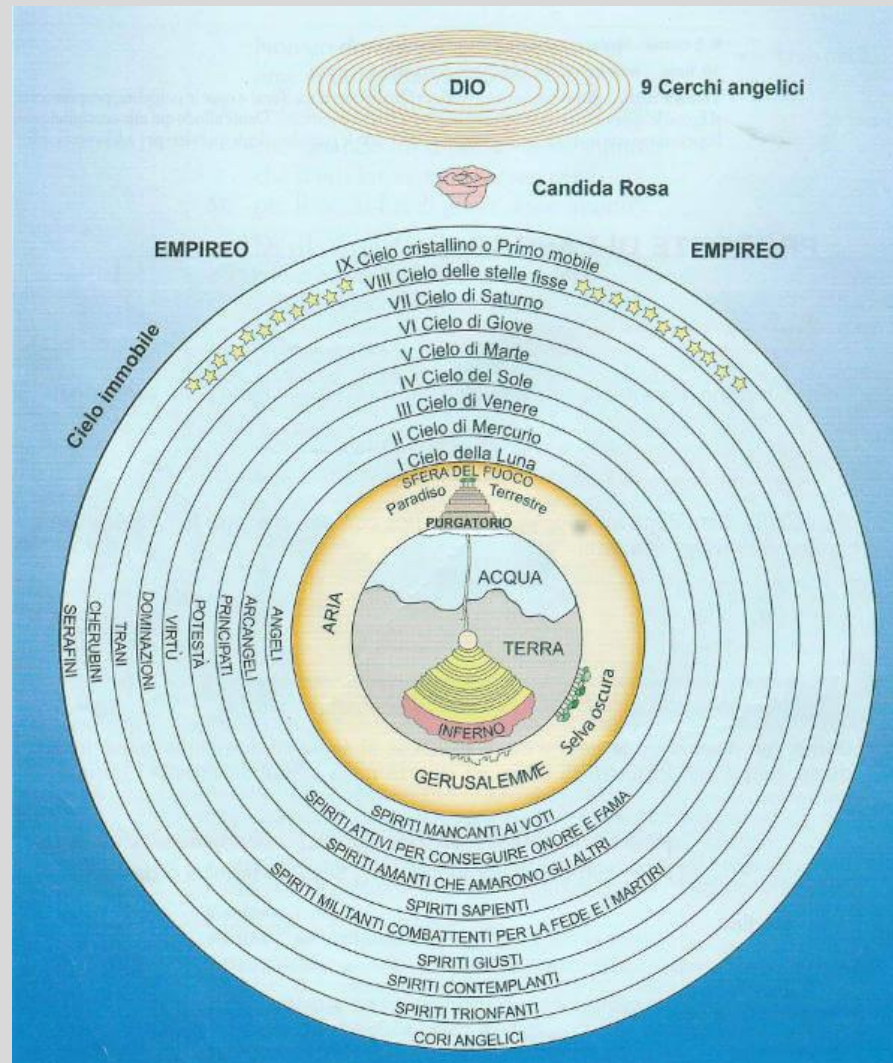 DIO
9 Cerchi angelici
Candida Rosa
EMPIREO
EMPIREO
Cielo immobile
IX Cielo cristallino o Primo mobile
VIII Cielo delle stelle fisse
VII Cielo di Saturno
VI Cielo di Giove
V Cielo di Marte
IV Cielo del Sole
III Cielo di Venere
II Cielo di Mercurio
I Cielo della Luna
SFERA DEL FUOCO
Paradiso Terrestre
PURGATORIO
ACQUA
ARIA
TERRA
INFERNO
Selva oscura
GERUSALEMME
SERAFINI
CHERUBINI
TRANI
DOMINAZIONI
VIRTÙ
POTESTÀ
PRINCIPATI
ARCANGELI
ANGELI
SPIRITI MANCANTI AI VOTI
SPIRITI ATTIVI PER CONSEGUIRE ONORE E FAMA
SPIRITI AMANTI CHE AMARONO GLI ALTRI
SPIRITI SAPIENTI
SPIRITI MILITANTI COMBATTENTI PER LA FEDE E I MARTIRI
SPIRITI GIUSTI
SPIRITI CONTEMPLANTI
SPIRITI TRIONFANTI
CORI ANGELICI